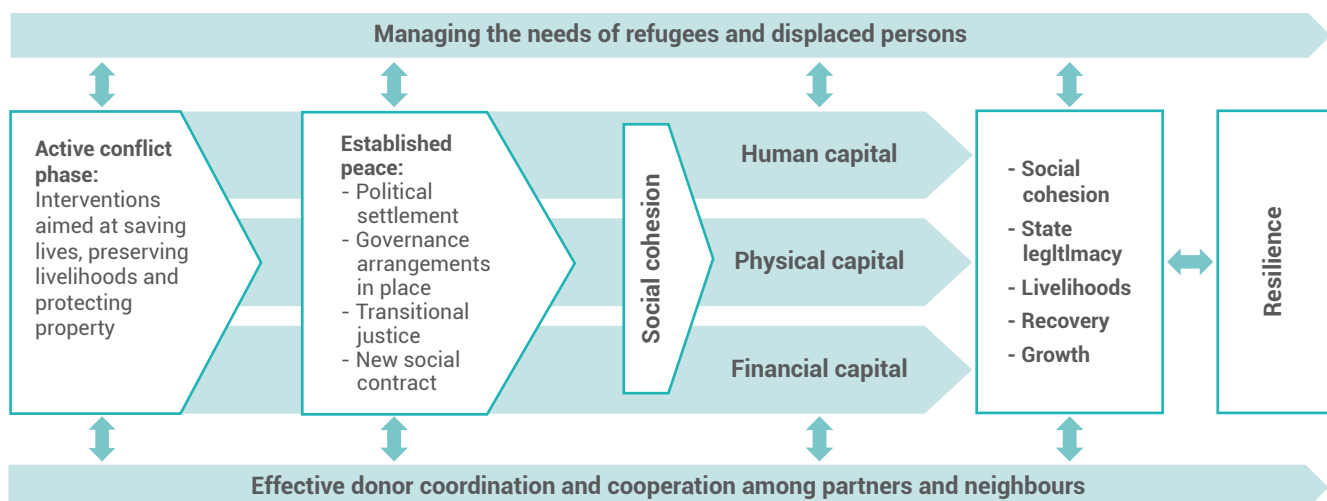 Managing the needs of refugees and displaced persons
Active conflict
phase:
Interventions
aimed at saving
lives, preserving
livelihoods and
protecting
property
Established
peace:
- Political
settlement
- Governance
arrangements
in place
- Transitional
justice
- New social
contract
Social cohesion
Human capital
Physical capital
Financial capital
- Social
cohesion
- State
legltlmacy
- Livelihoods
- Recovery
- Growth
Resilience
Effective donor coordination and cooperation among partners and neighbours